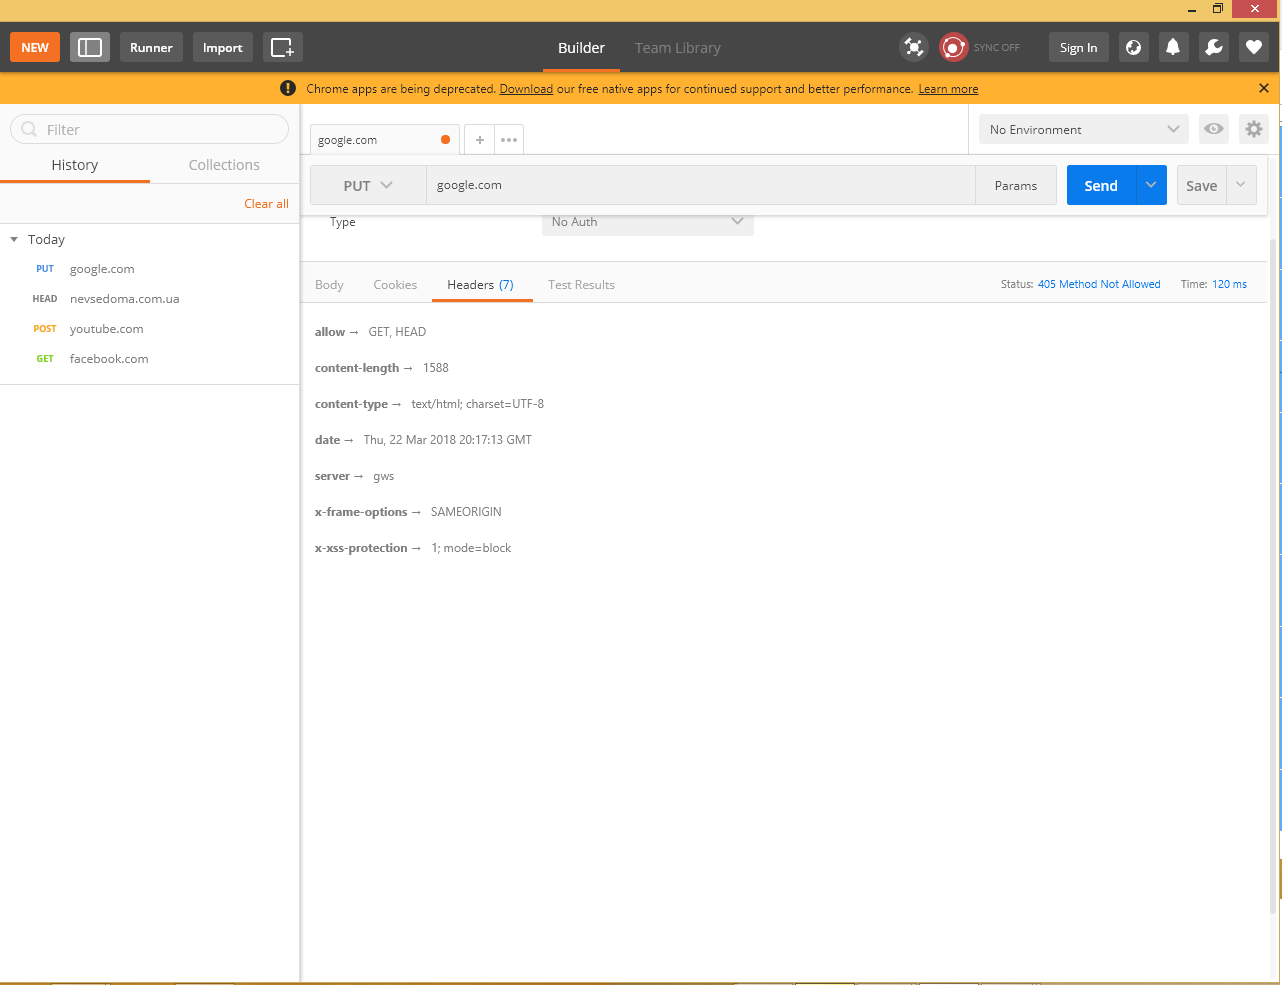 NEW Runner Import Builder Team Library SYNC OFF Sign In
Chrome apps are being deprecated. Download our free native apps for continued support and better performance. Learn more
Filter
History Collections
Clear all
Today
PUT google.com
HEAD nevsedoma.com.ua
POST youtube.com
GET facebook.com
google.com
No Environment
PUT google.com Params Send Save
Type No Auth
Body Cookies Headers (7) Test Results Status: 405 Method Not Allowed Time: 120 ms
allow → GET, HEAD
content-length → 1588
content-type → text/html; charset=UTF-8
date → Thu, 22 Mar 2018 20:17:13 GMT
server → gws
x-frame-options → SAMEORIGIN
x-xss-protection → 1; mode=block